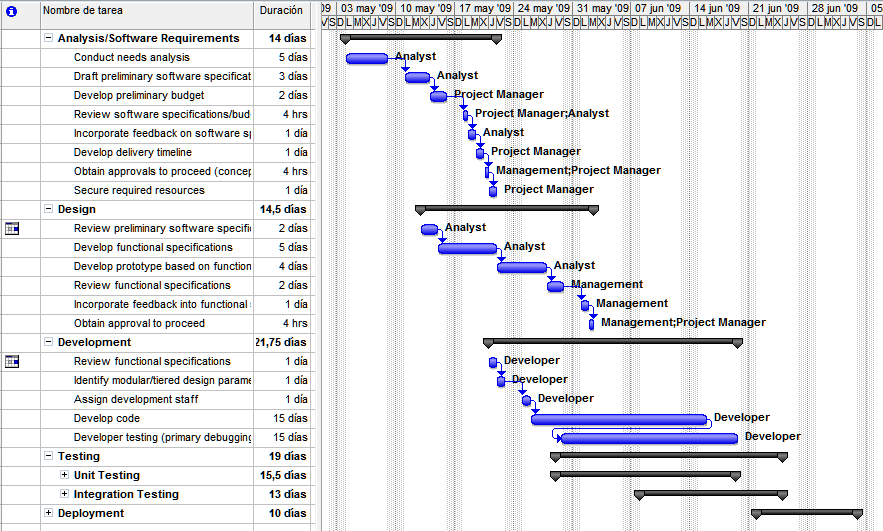 Nombre de tarea Duración 09 03 may '09 10 may '09 17 may '09 24 may '09 31 may '09 07 jun '09 14 jun '09 21 jun '09 28 jun '09 05
V S D L M X J V S D L M X J V S D L M X J V S D L M X J V S D L M X J V S D L M X J V S D L M X J V S D L M X J V S D L M X J V S D L
Analysis/Software Requirements 14 días
Conduct needs analysis 5 días Analyst
Draft preliminary software specificat 3 días Analyst
Develop preliminary budget 2 días Project Manager
Review software specifications/bud 4 hrs Project Manager;Analyst
Incorporate feedback on software s 1 día Analyst
Develop delivery timeline 1 día Project Manager
Obtain approvals to proceed (concep 4 hrs Management;Project Manager
Secure required resources 1 día Project Manager
Design 14,5 días
Review preliminary software specifi 2 días Analyst
Develop functional specifications 5 días Analyst
Develop prototype based on function 4 días Analyst
Review functional specifications 2 días Management
Incorporate feedback into functional 1 día Management
Obtain approval to proceed 4 hrs Management;Project Manager
Development 21,75 días
Review functional specifications 1 día Developer
Identify modular/tiered design parame 1 día Developer
Assign development staff 1 día Developer
Develop code 15 días Developer
Developer testing (primary debugging 15 días Developer
Testing 19 días
Unit Testing 15,5 días
Integration Testing 13 días
Deployment 10 días